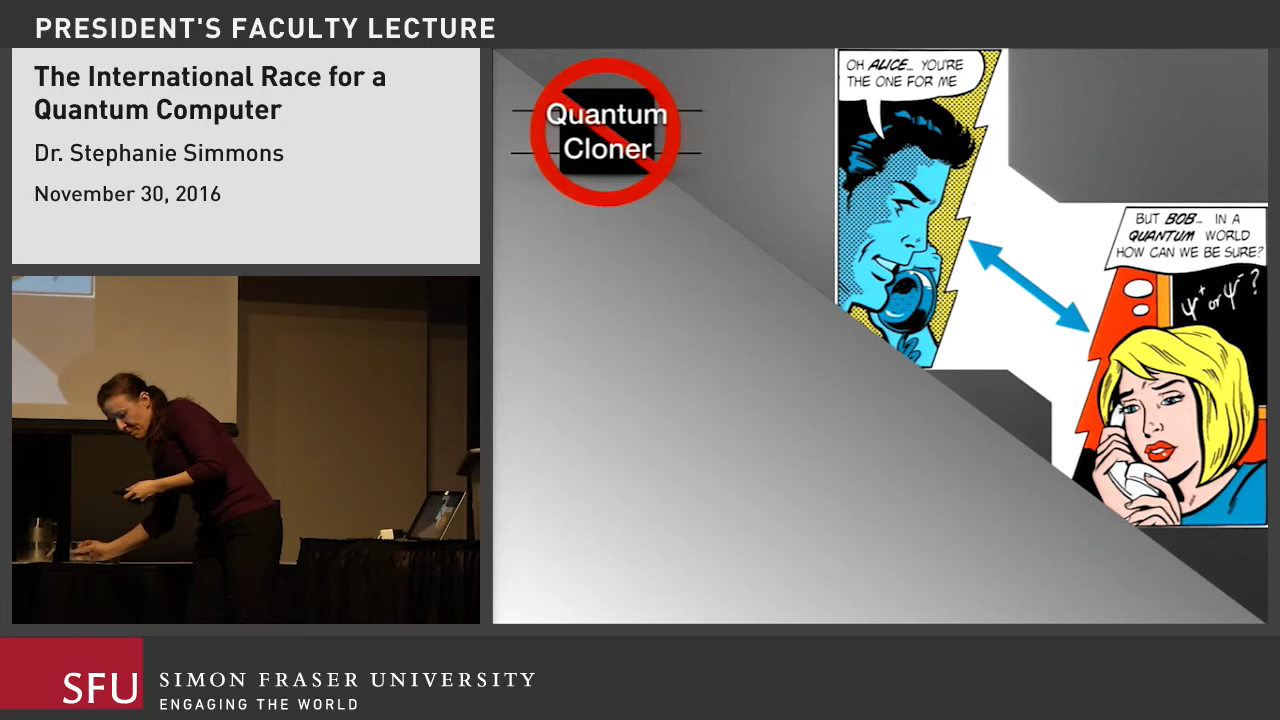 PRESIDENT'S FACULTY LECTURE
The International Race for a
Quantum Computer
Dr. Stephanie Simmons
November 30, 2016
Quantum
Cloner
OH ALICE... YOU'RE
THE ONE FOR ME
BUT BOB... IN A
QUANTUM WORLD
HOW CAN WE BE SURE?
Ψ+ or Ψ- ?
SFU
SIMON FRASER UNIVERSITY
ENGAGING THE WORLD